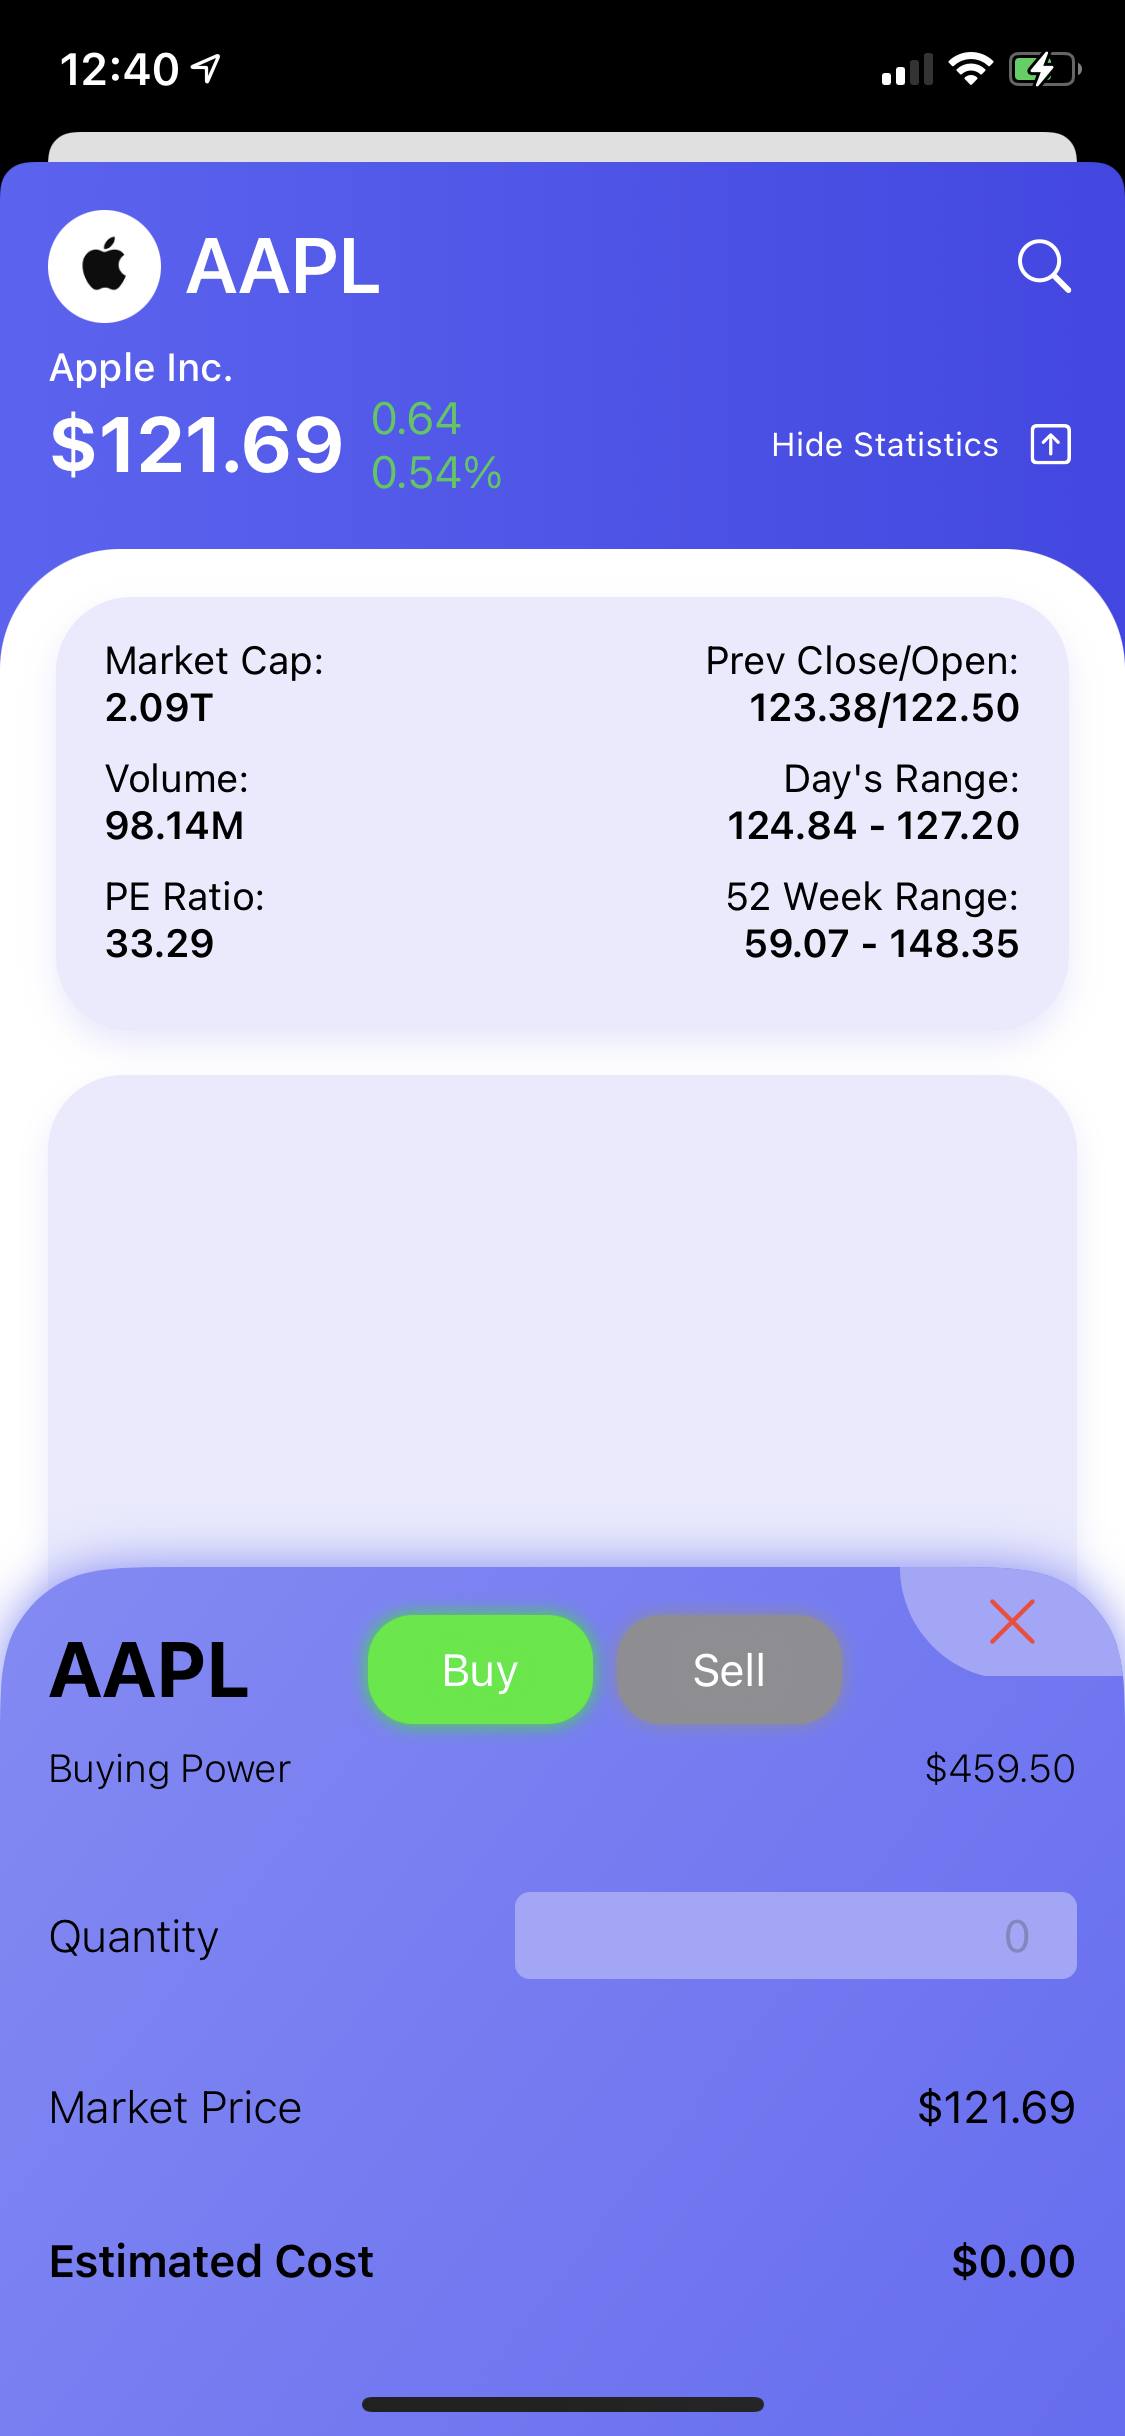 12:40
AAPL
Apple Inc.
$121.69
0.64
0.54%
Hide Statistics
Market Cap:
2.09T
Prev Close/Open:
123.38/122.50
Volume:
98.14M
Day's Range:
124.84 - 127.20
PE Ratio:
33.29
52 Week Range:
59.07 - 148.35
AAPL
Buy
Sell
Buying Power
$459.50
Quantity
0
Market Price
$121.69
Estimated Cost
$0.00